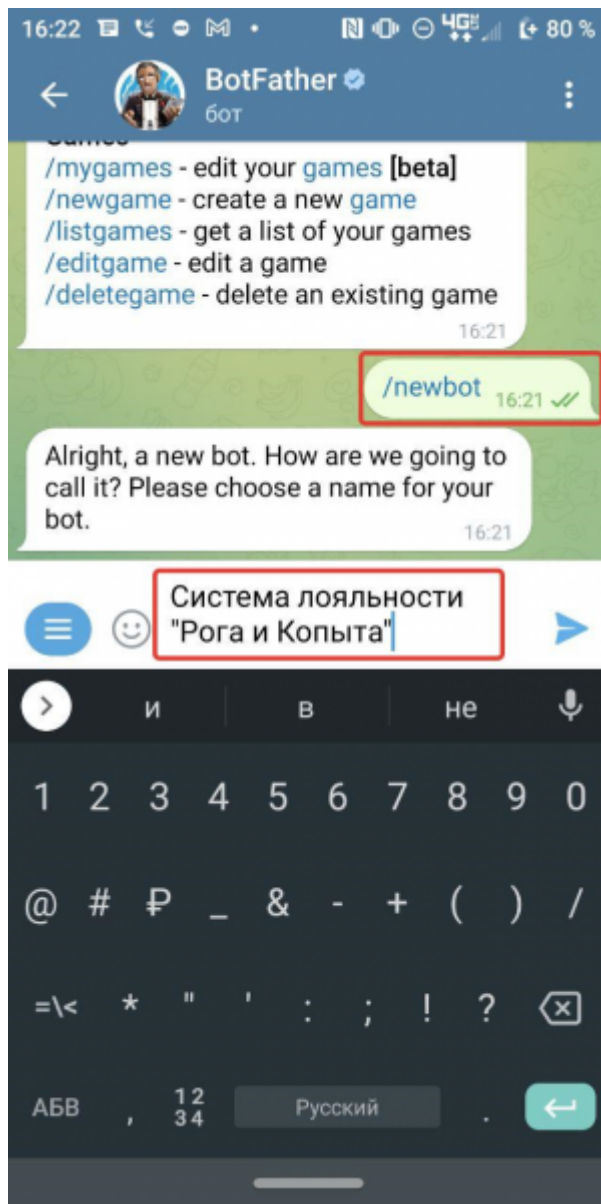 16:22
4G
80 %
BotFather
бот
Games
/mygames - edit your games [beta]
/newgame - create a new game
/listgames - get a list of your games
/editgame - edit a game
/deletegame - delete an existing game
16:21
/newbot 16:21
Alright, a new bot. How are we going to
call it? Please choose a name for your
bot.
16:21
Система лояльности
"Рога и Копыта"
и в не
1 2 3 4 5 6 7 8 9 0
@ # ₽ _ & - + ( ) /
=\< * " ' : ; ! ?
АБВ , 12 Русский .
34